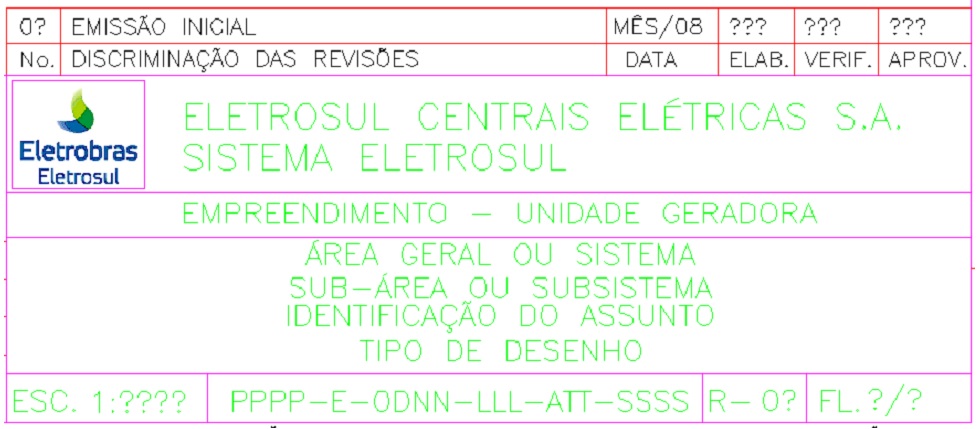 0? EMISSÃO INICIAL MÊS/08 ??? ??? ???
No. DISCRIMINAÇÃO DAS REVISÕES DATA ELAB. VERIF. APROV.
Eletrobras
Eletrosul
ELETROSUL CENTRAIS ELÉTRICAS S.A.
SISTEMA ELETROSUL
EMPREENDIMENTO – UNIDADE GERADORA
ÁREA GERAL OU SISTEMA
SUB–ÁREA OU SUBSISTEMA
IDENTIFICAÇÃO DO ASSUNTO
TIPO DE DESENHO
ESC. 1:???? PPPP–E–0DNN–LLL–ATT–SSSS R– 0? FL.?/?